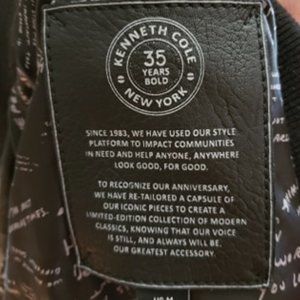 KENNETH COLE
35
YEARS
BOLD
NEW YORK
SINCE 1983, WE HAVE USED OUR STYLE
PLATFORM TO IMPACT COMMUNITIES
IN NEED AND HELP ANYONE, ANYWHERE
LOOK GOOD, FOR GOOD.
TO RECOGNIZE OUR ANNIVERSARY,
WE HAVE RE-TAILORED A CAPSULE OF
OUR ICONIC PIECES TO CREATE A
LIMITED-EDITION COLLECTION OF MODERN
CLASSICS, KNOWING THAT OUR VOICE
IS STILL, AND ALWAYS WILL BE,
OUR GREATEST ACCESSORY.